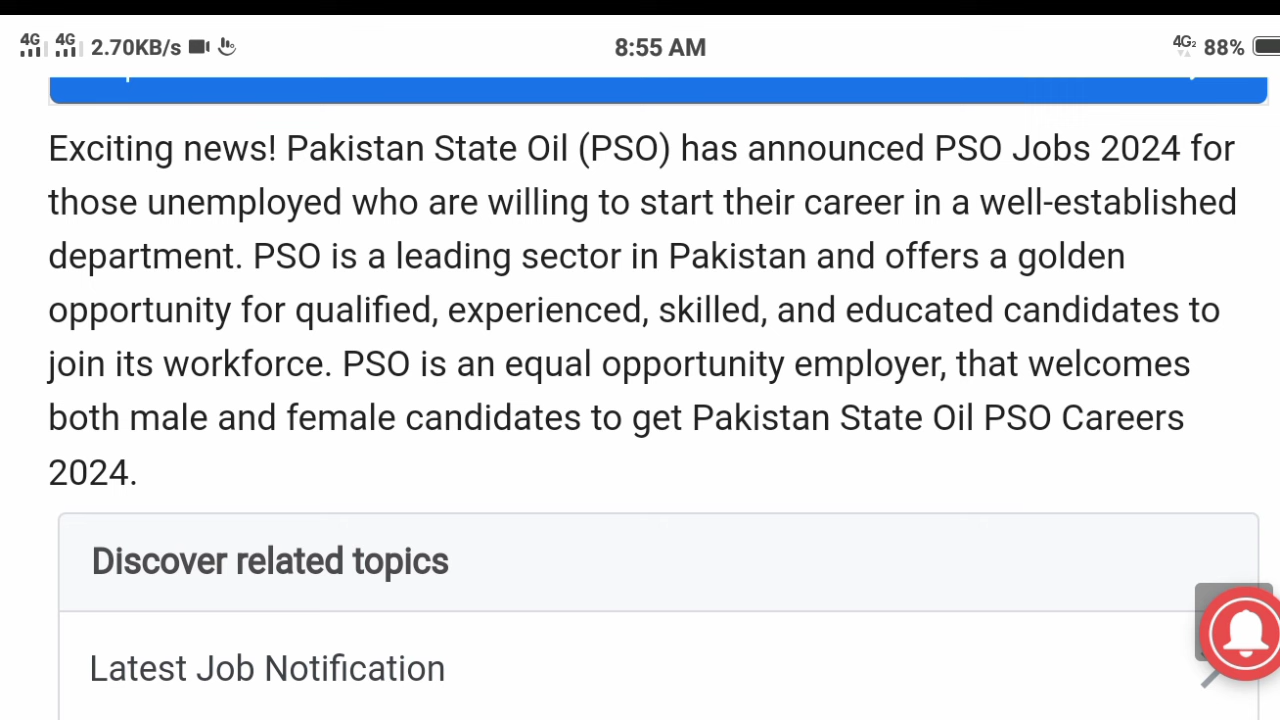 4G 4G 2.70KB/s 8:55 AM 4G2 88%
Exciting news! Pakistan State Oil (PSO) has announced PSO Jobs 2024 for
those unemployed who are willing to start their career in a well-established
department. PSO is a leading sector in Pakistan and offers a golden
opportunity for qualified, experienced, skilled, and educated candidates to
join its workforce. PSO is an equal opportunity employer, that welcomes
both male and female candidates to get Pakistan State Oil PSO Careers
2024.
Discover related topics
Latest Job Notification